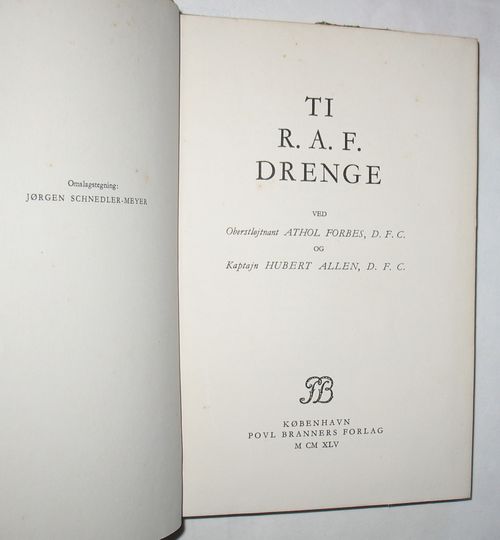 Omslagstegning:
JØRGEN SCHNEDLER-MEYER
TI
R. A. F.
DRENGE
VED
Oberstløjtnant ATHOL FORBES, D. F. C.
OG
Kaptajn HUBERT ALLEN, D. F. C.
PB
KØBENHAVN
POVL BRANNERS FORLAG
M CM XLV